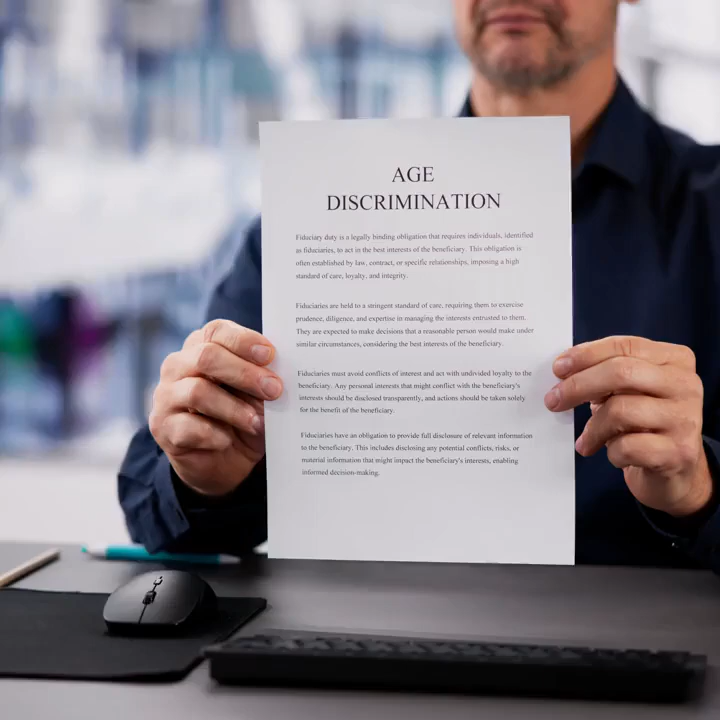 AGE
DISCRIMINATION
Fiduciary duty is a legally binding obligation that requires individuals, identified
as fiduciaries, to act in the best interests of the beneficiary. This obligation is
often established by law, contract, or specific relationships, imposing a high
standard of care, loyalty, and integrity.
Fiduciaries are held to a stringent standard of care, requiring them to exercise
prudence, diligence, and expertise in managing the interests entrusted to them.
They are expected to make decisions that a reasonable person would make under
similar circumstances, considering the best interests of the beneficiary.
Fiduciaries must avoid conflicts of interest and act with undivided loyalty to the
beneficiary. Any personal interests that might conflict with the beneficiary's
interests should be disclosed transparently, and actions should be taken solely
for the benefit of the beneficiary.
Fiduciaries have an obligation to provide full disclosure of relevant information
to the beneficiary. This includes disclosing any potential conflicts, risks, or
material information that might impact the beneficiary's interests, enabling
informed decision-making.